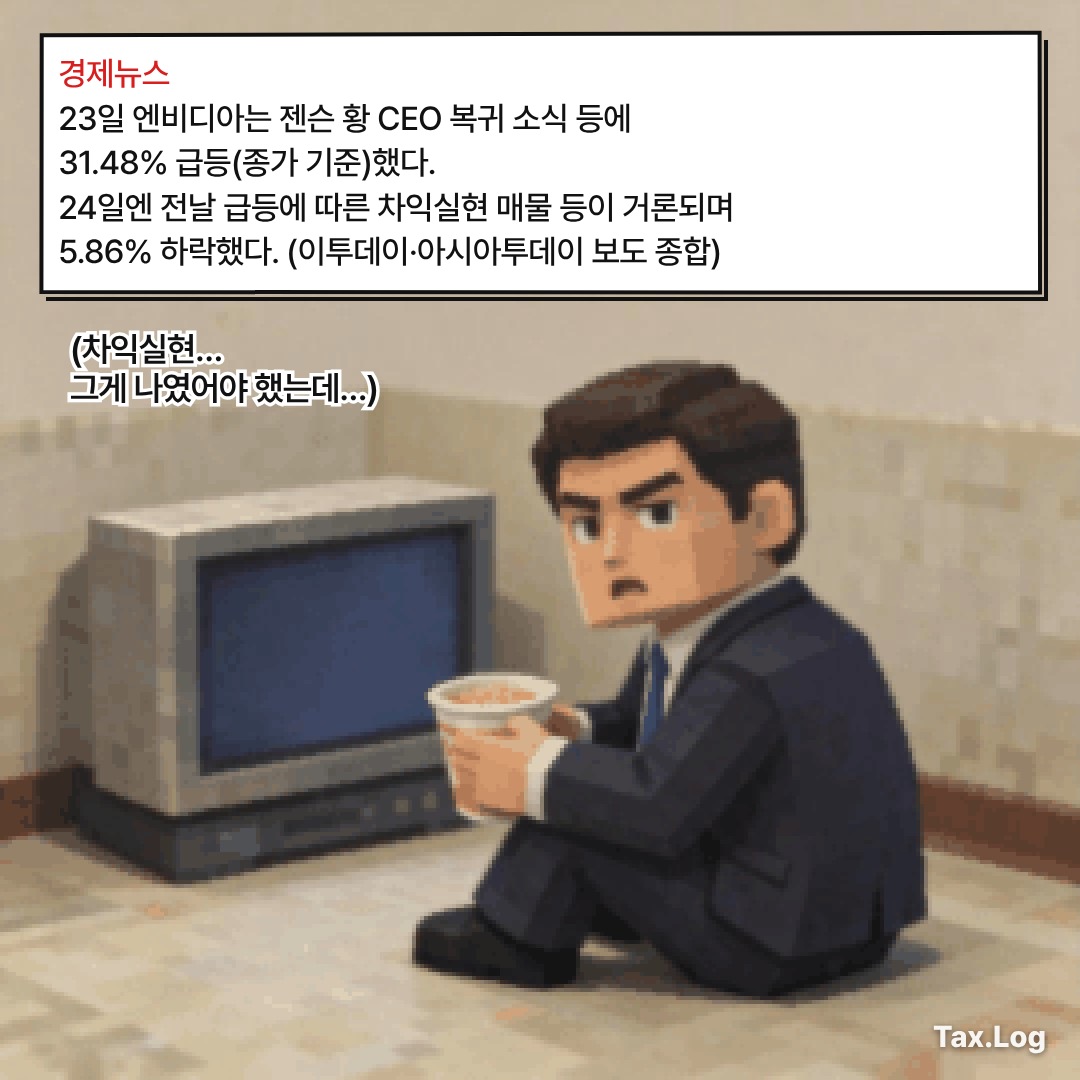 경제뉴스
23일 엔비디아는 젠슨 황 CEO 복귀 소식 등에
31.48% 급등(종가 기준)했다.
24일엔 전날 급등에 따른 차익실현 매물 등이 거론되며
5.86% 하락했다. (이투데이·아시아투데이 보도 종합)
(차익실현...
그게 나였어야 했는데...)
Tax.Log